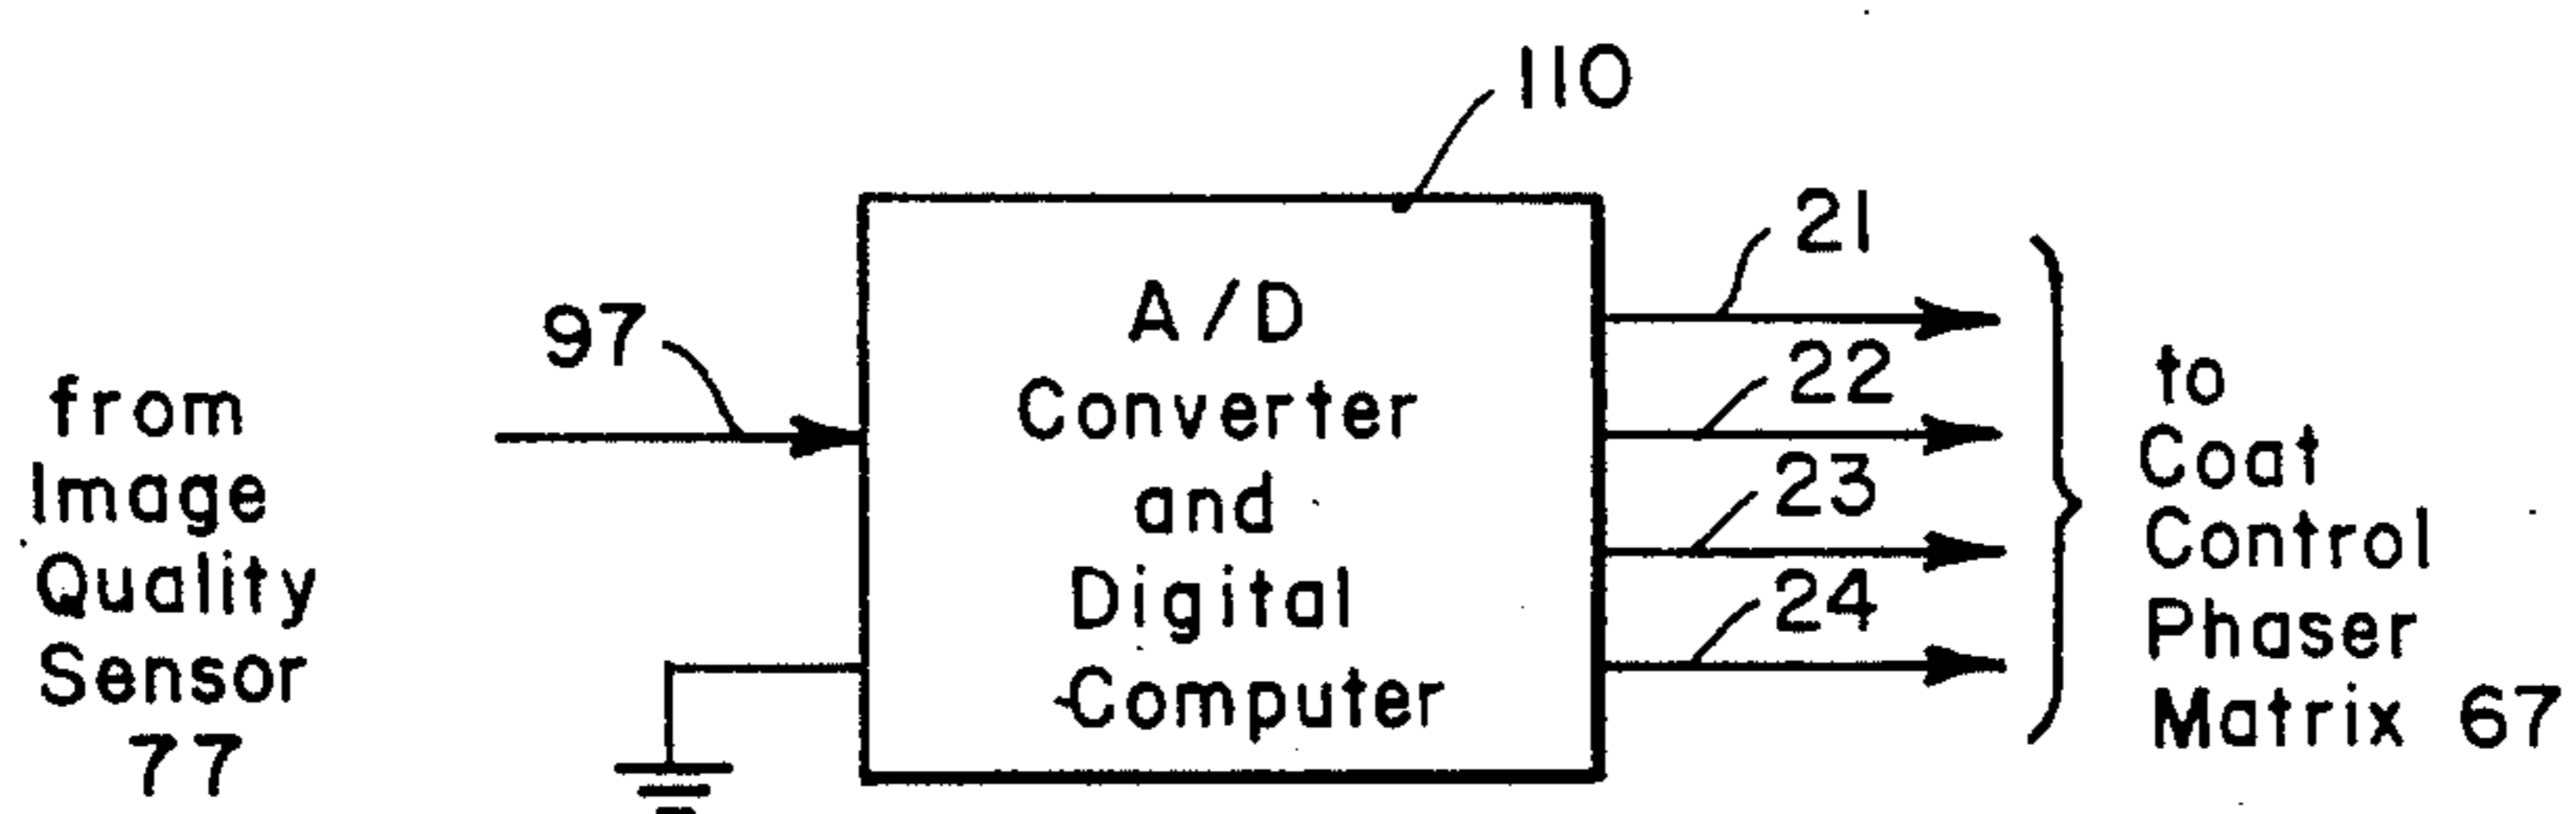 110
21
22
23
24
97
from
Image
Quality
Sensor
77
A/D
Converter
and
Digital
Computer
to
Coat
Control
Phaser
Matrix 67